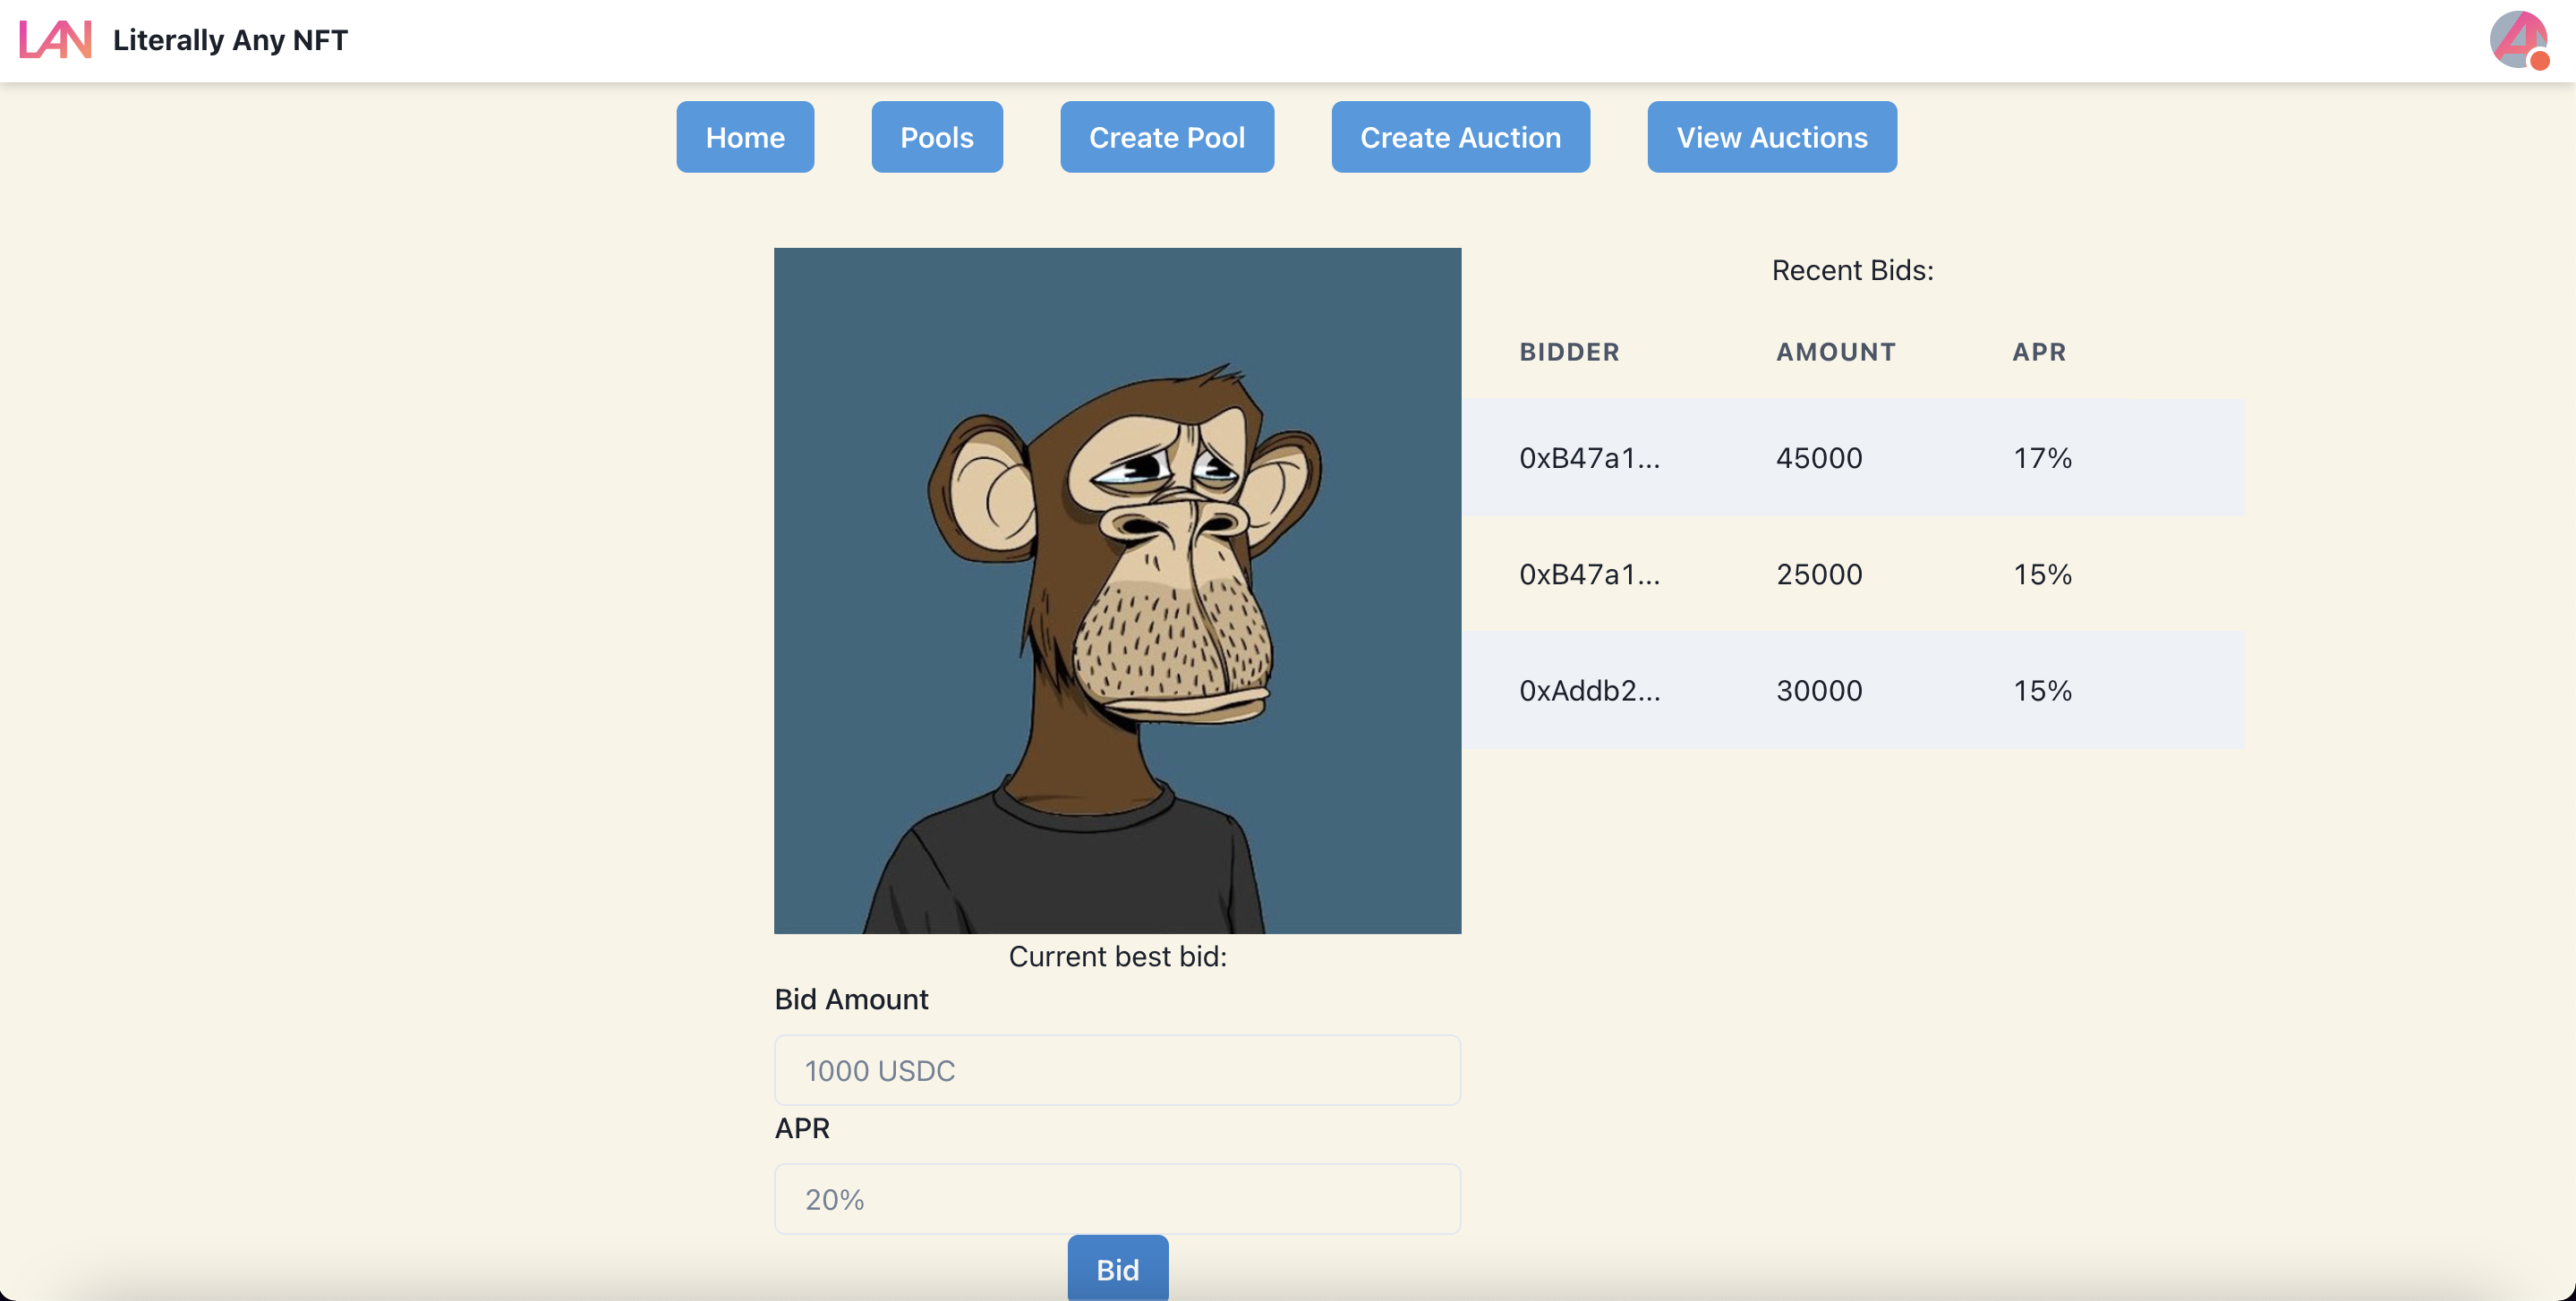 LAN Literally Any NFT
Home Pools Create Pool Create Auction View Auctions
Recent Bids:
BIDDER AMOUNT APR
0xB47a1... 45000 17%
0xB47a1... 25000 15%
0xAddb2... 30000 15%
Current best bid:
Bid Amount
1000 USDC
APR
20%
Bid